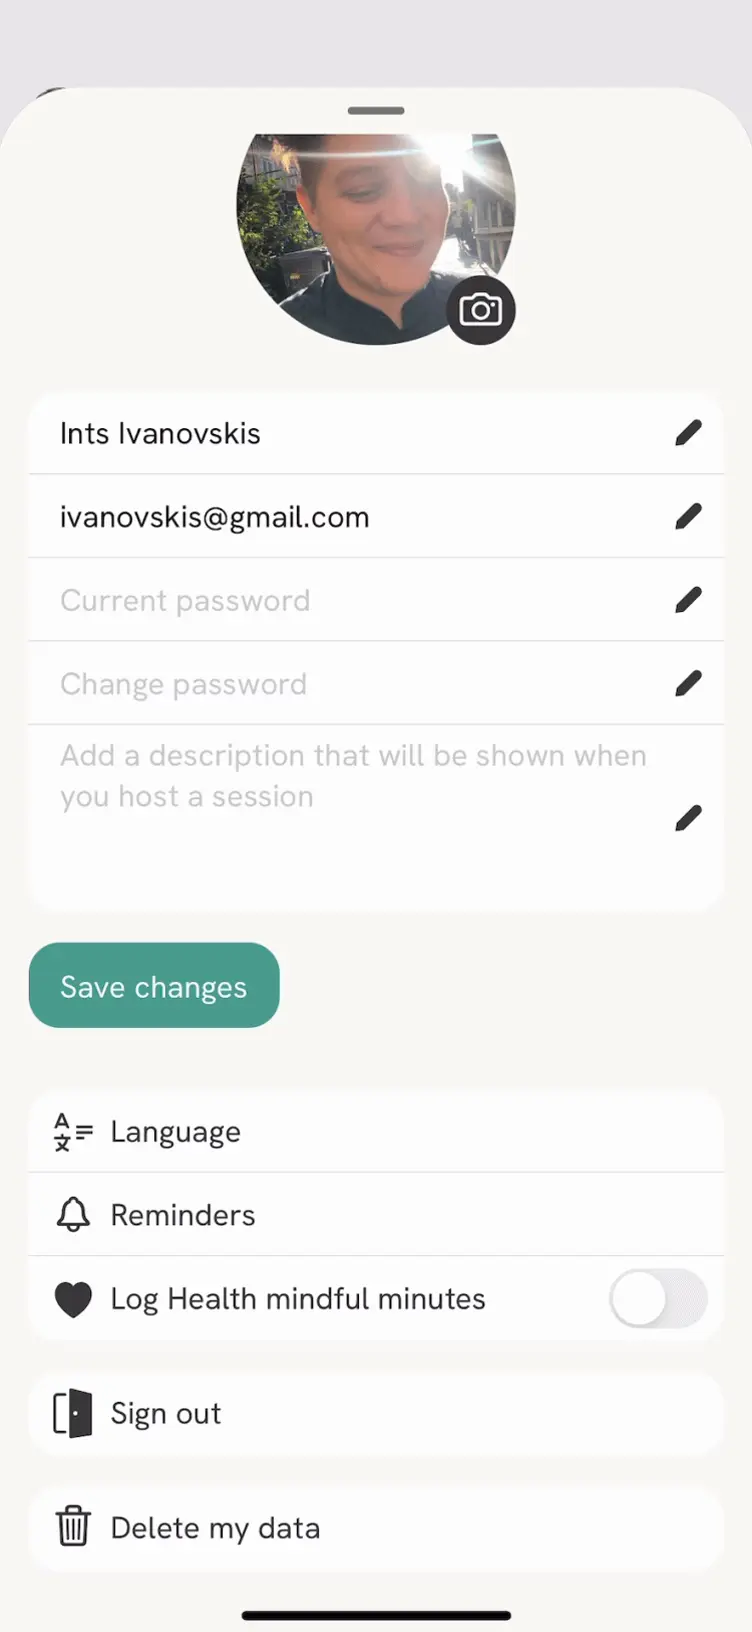 Ints Ivanovskis
ivanovskis@gmail.com
Current password
Change password
Add a description that will be shown when
you host a session
Save changes
Language
Reminders
Log Health mindful minutes
Sign out
Delete my data